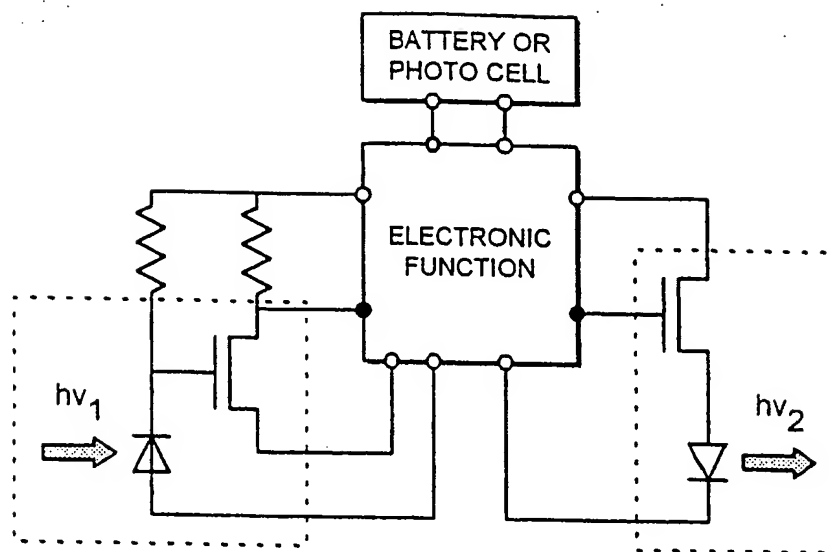 BATTERY OR
PHOTO CELL
ELECTRONIC
FUNCTION
hv1
hv2